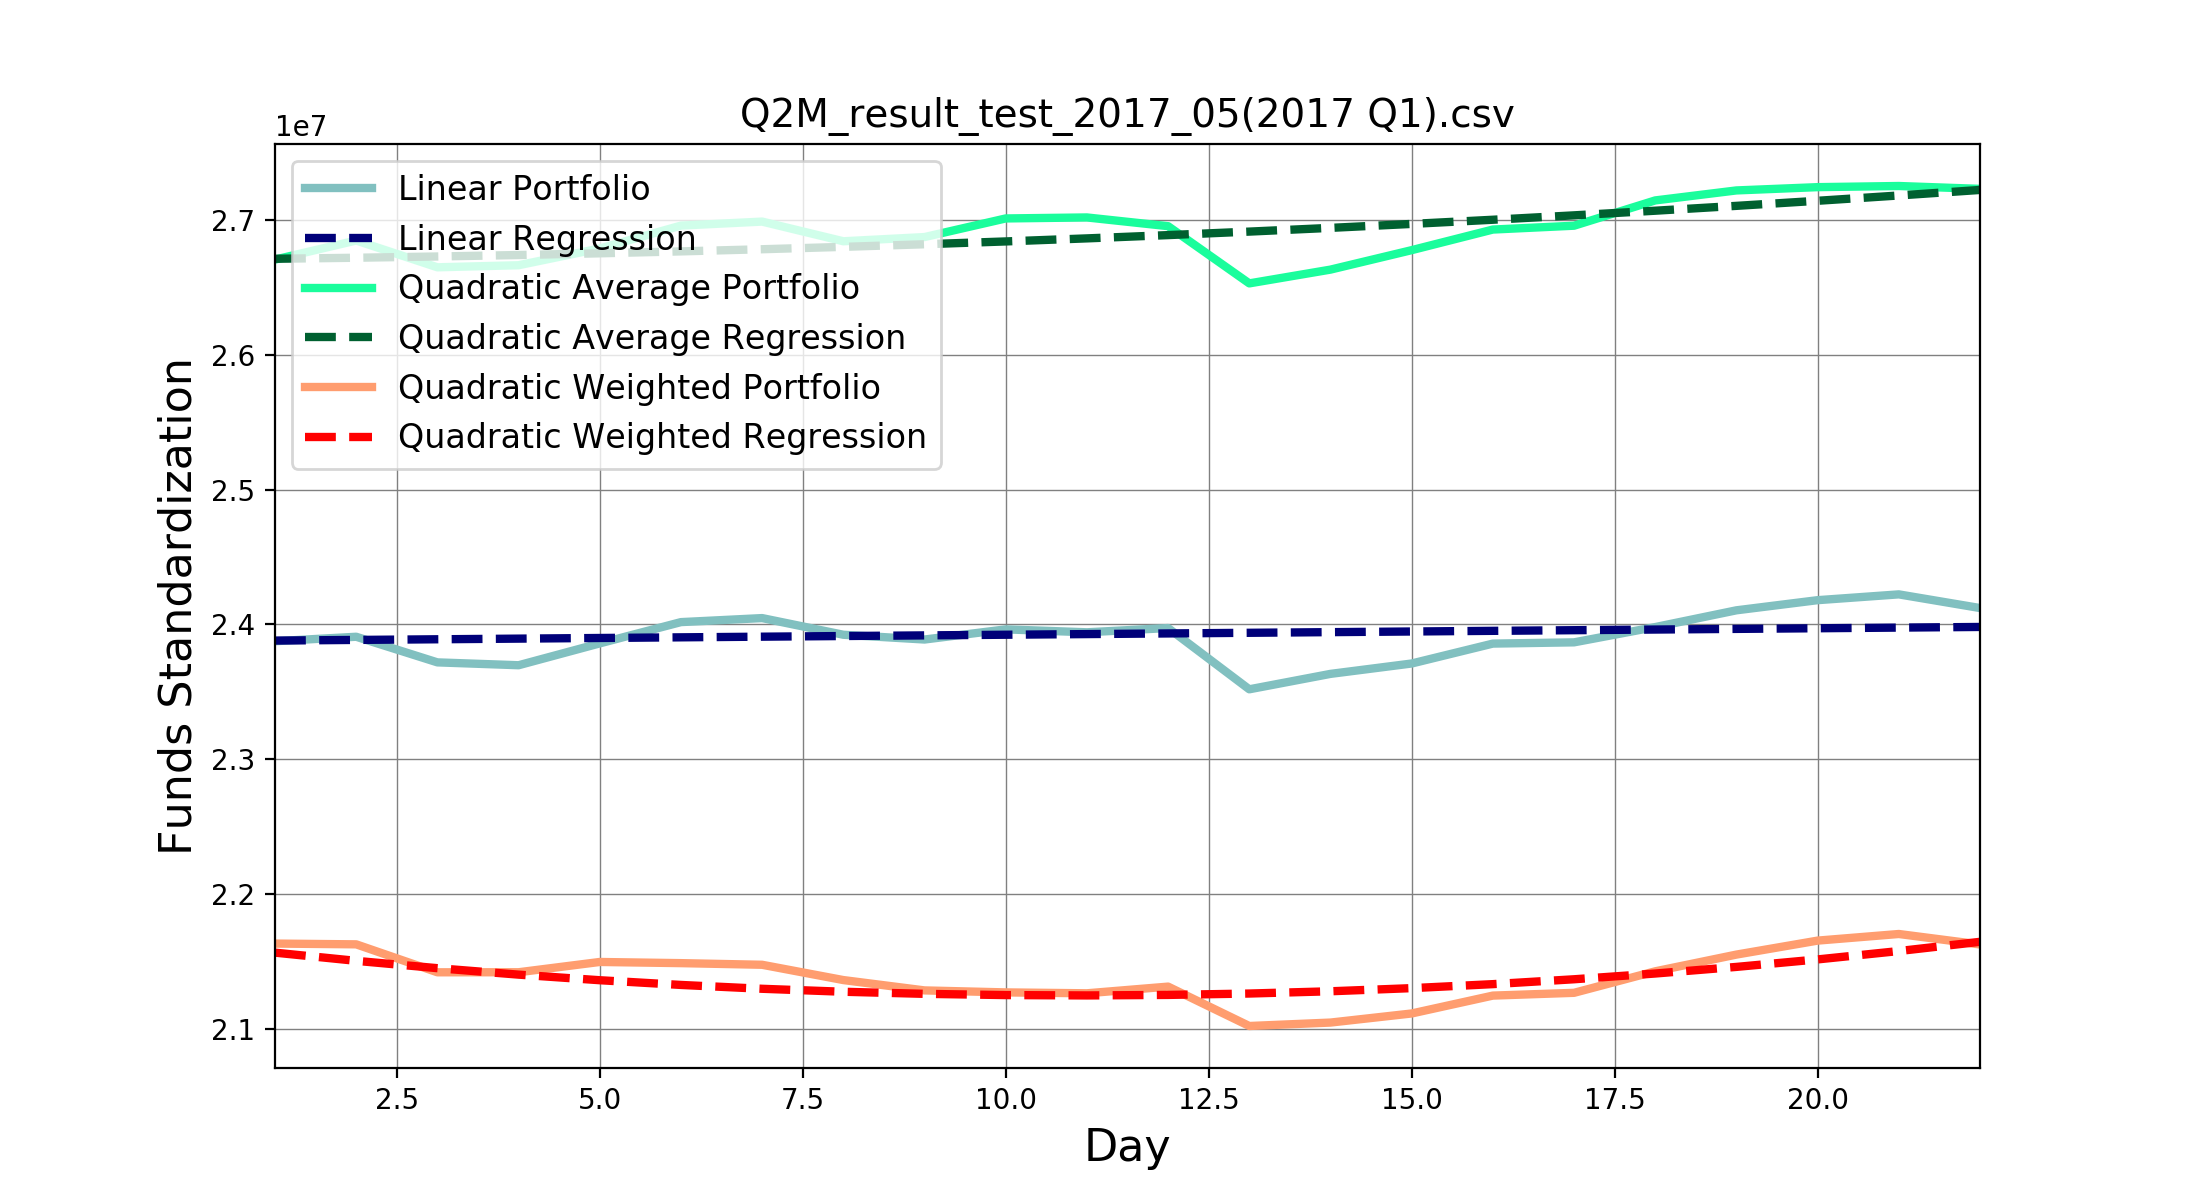 Q2M_result_test_2017_05(2017 Q1).csv
1e7
Linear Portfolio
Linear Regression
Quadratic Average Portfolio
Quadratic Average Regression
Quadratic Weighted Portfolio
Quadratic Weighted Regression
2.7
2.6
2.5
2.4
2.3
2.2
2.1
Funds Standardization
2.5 5.0 7.5 10.0 12.5 15.0 17.5 20.0
Day